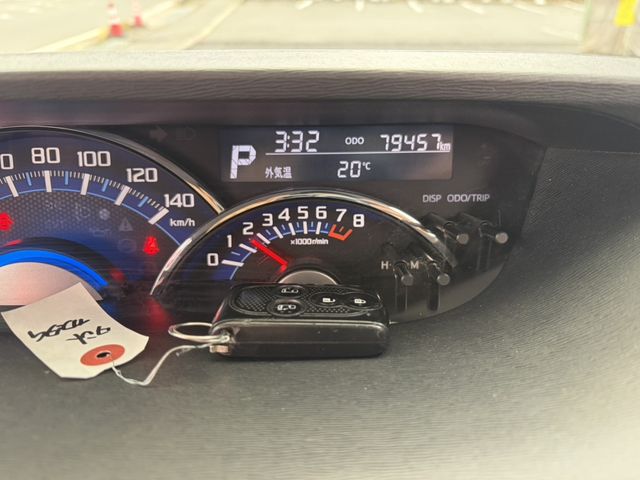 3:32 ODO 79457 km
P 外気温 20℃
DISP ODO/TRIP
80 100 120 140
km/h
0 1 2 3 4 5 6 7 8
×1000r/min
H M